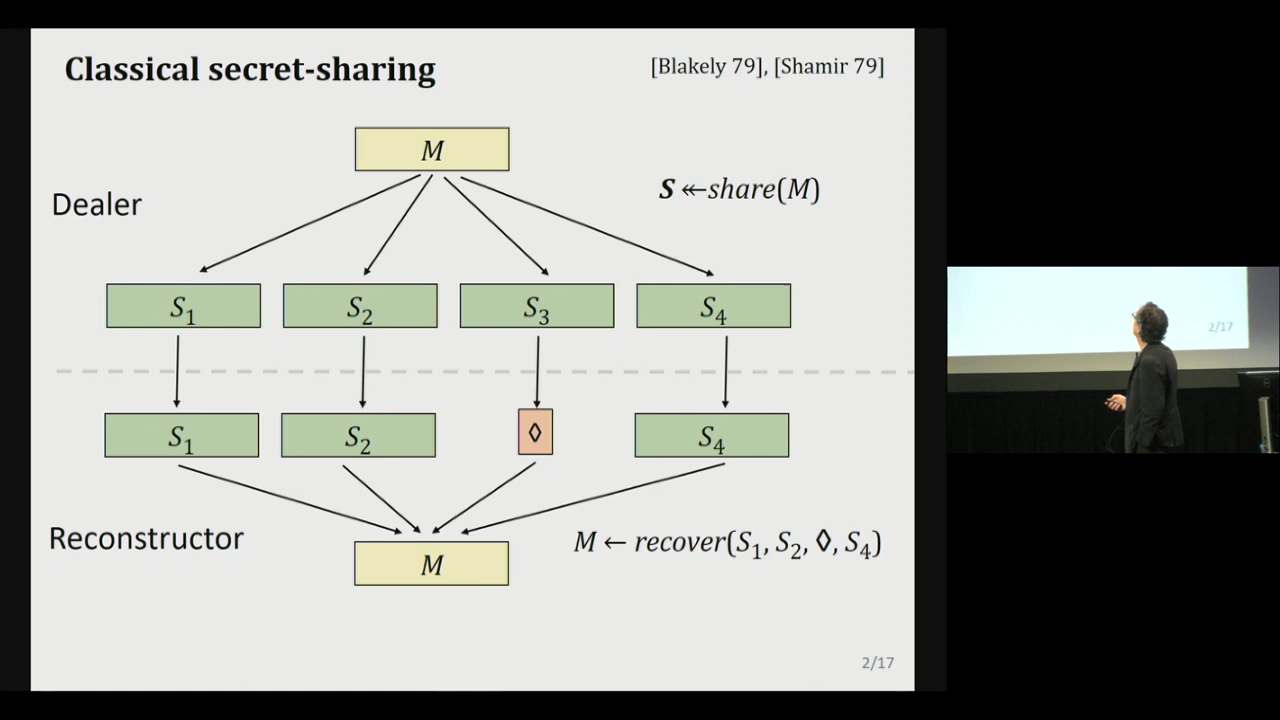 Classical secret-sharing
[Blakely 79], [Shamir 79]
M
Dealer
S ↞ share(M)
S₁ S₂ S₃ S₄
S₁ S₂ ◊ S₄
Reconstructor
M ← recover(S₁, S₂, ◊, S₄)
M
2/17
2/17